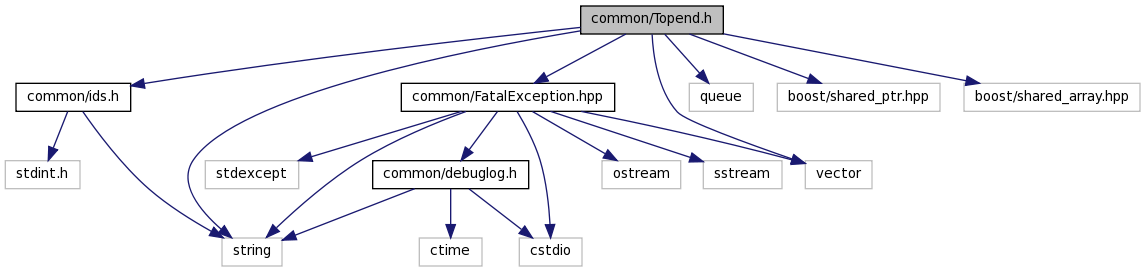 common/Topend.h
common/ids.h
common/FatalException.hpp
queue
boost/shared_ptr.hpp
boost/shared_array.hpp
stdint.h
stdexcept
common/debuglog.h
ostream
sstream
vector
string
ctime
cstdio